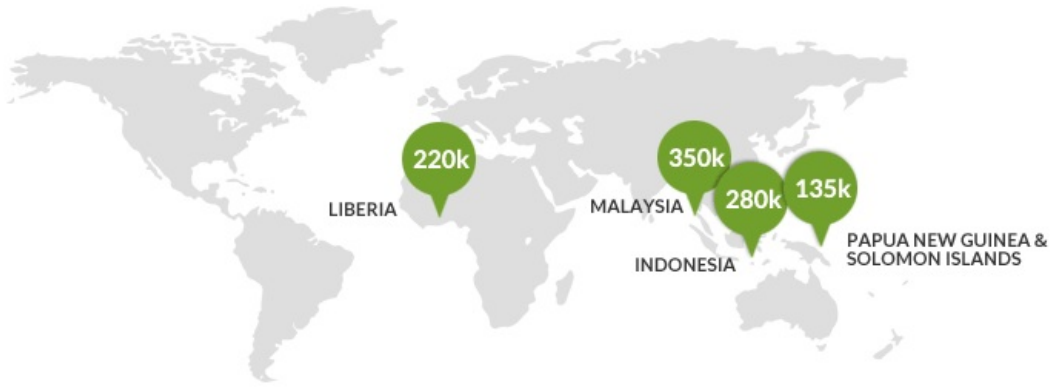 220k
LIBERIA
350k
MALAYSIA
280k
INDONESIA
135k
PAPUA NEW GUINEA &
SOLOMON ISLANDS